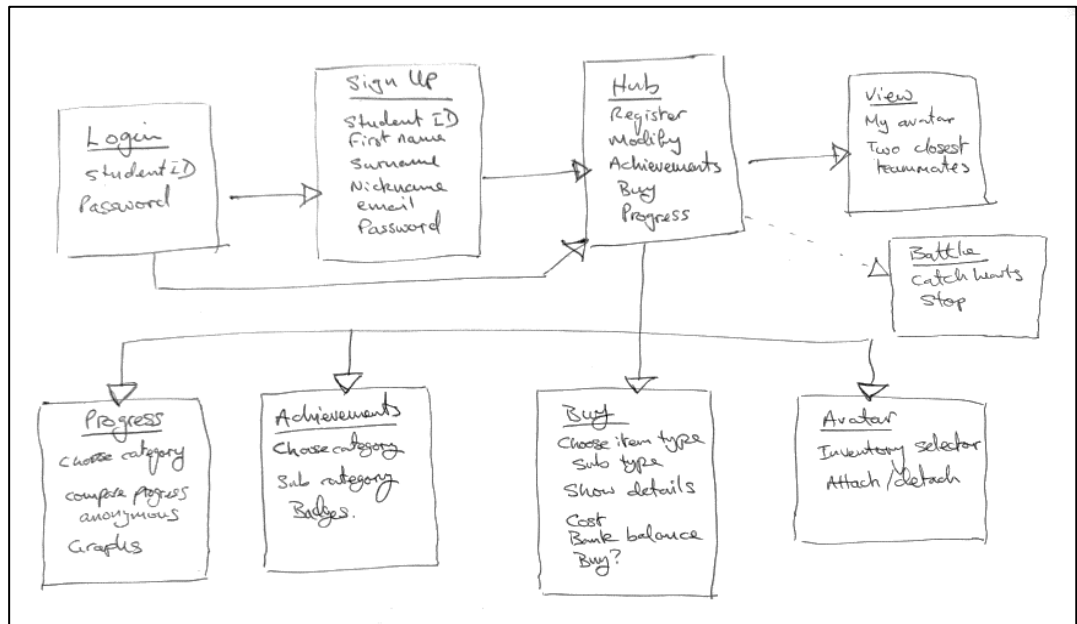 Login
Student ID
Password
Sign Up
Student ID
First name
Surname
Nickname
email
Password
Hub
Register
Modify
Achievements
Buy
Progress
View
My avatar
Two closest
teammates
Battle
Catch hearts
Stop
Progress
Choose category
compare progress
anonymous
Graphs
Achievements
Choose category
Sub category
Badges.
Buy
Choose item type
Sub type
Show details
Cost
Bank balance
Buy?
Avatar
Inventory selector
Attach/detach